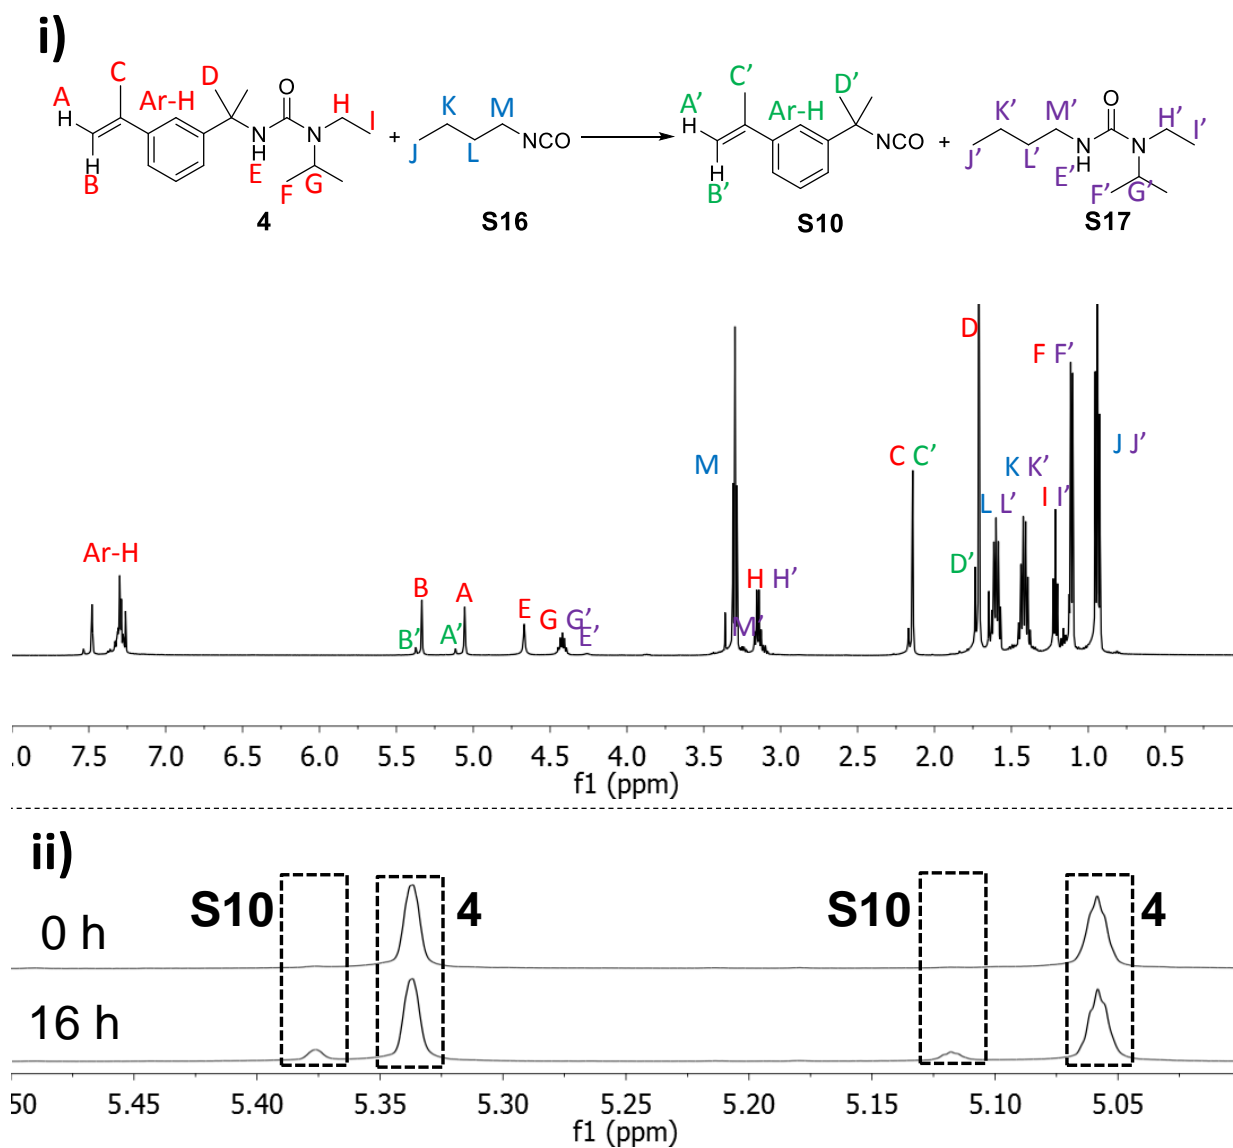 i)
C D O H
A Ar-H I
H N
N
H
H
B E F G
4
+
K M
NCO
J L
S16
C' D'
A' Ar-H
H NCO
H
B'
S10
+
K' M' O H'
N N I'
H
J' L' E' F' G'
S17
D
F F'
M C C' J J'
K K'
L L' I I'
Ar-H B A E G G' E' H H' M' D'
B' A'
.0 7.5 7.0 6.5 6.0 5.5 5.0 4.5 4.0 3.5 3.0 2.5 2.0 1.5 1.0 0.5
f1 (ppm)
ii)
S10 4 S10 4
0 h
16 h
50 5.45 5.40 5.35 5.30 5.25 5.20 5.15 5.10 5.05
f1 (ppm)